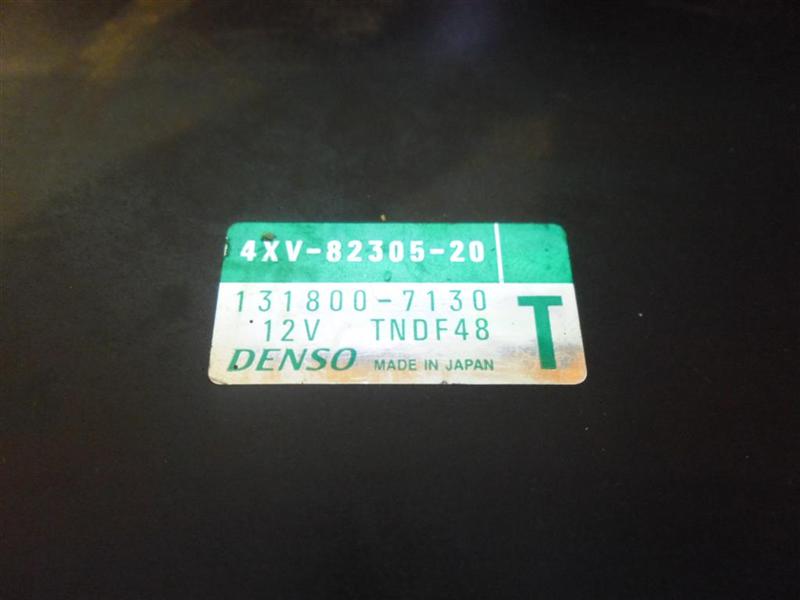 4XV-82305-20
131800-7130
12V TNDF48
T
DENSO MADE IN JAPAN